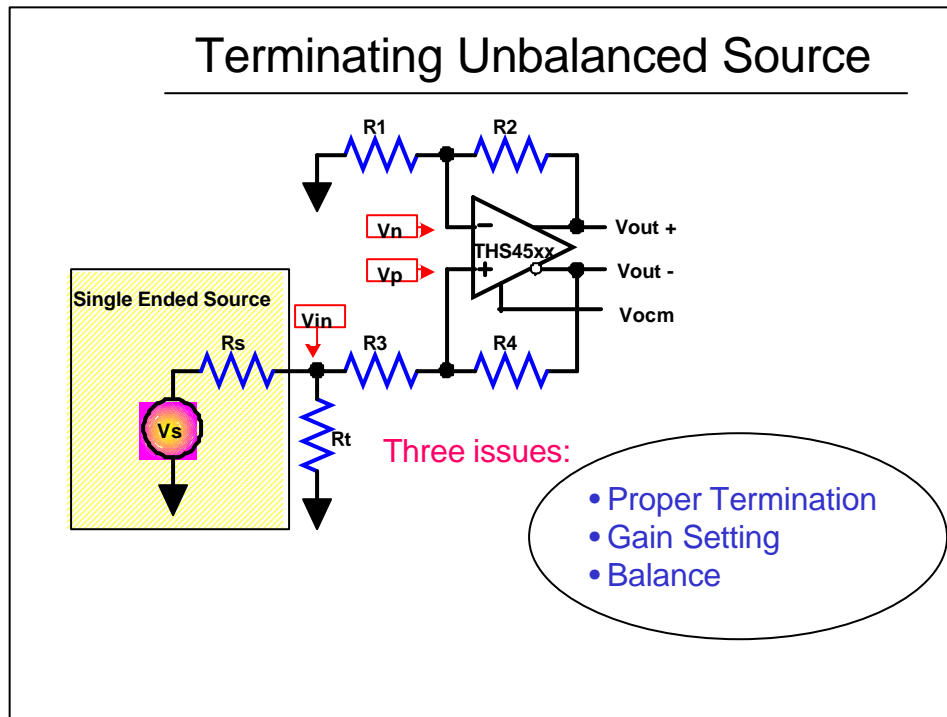 Terminating Unbalanced Source
R1
R2
Vn
THS45xx
Vout +
Vp
Vout -
Single Ended Source
Vocm
Vin
Rs
R3
R4
Vs
Rt
Three issues:
• Proper Termination
• Gain Setting
• Balance